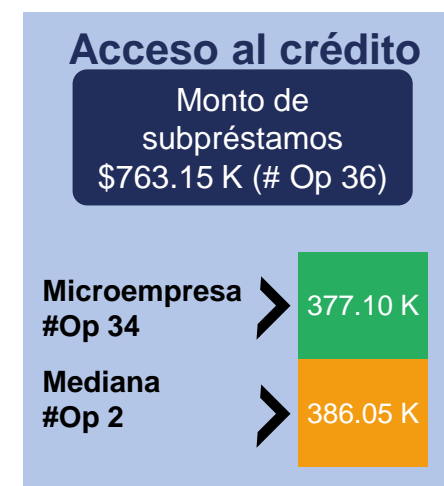 Acceso al crédito
Monto de
subpréstamos
$763.15 K (# Op 36)
Microempresa
#Op 34
377.10 K
Mediana
#Op 2
386.05 K